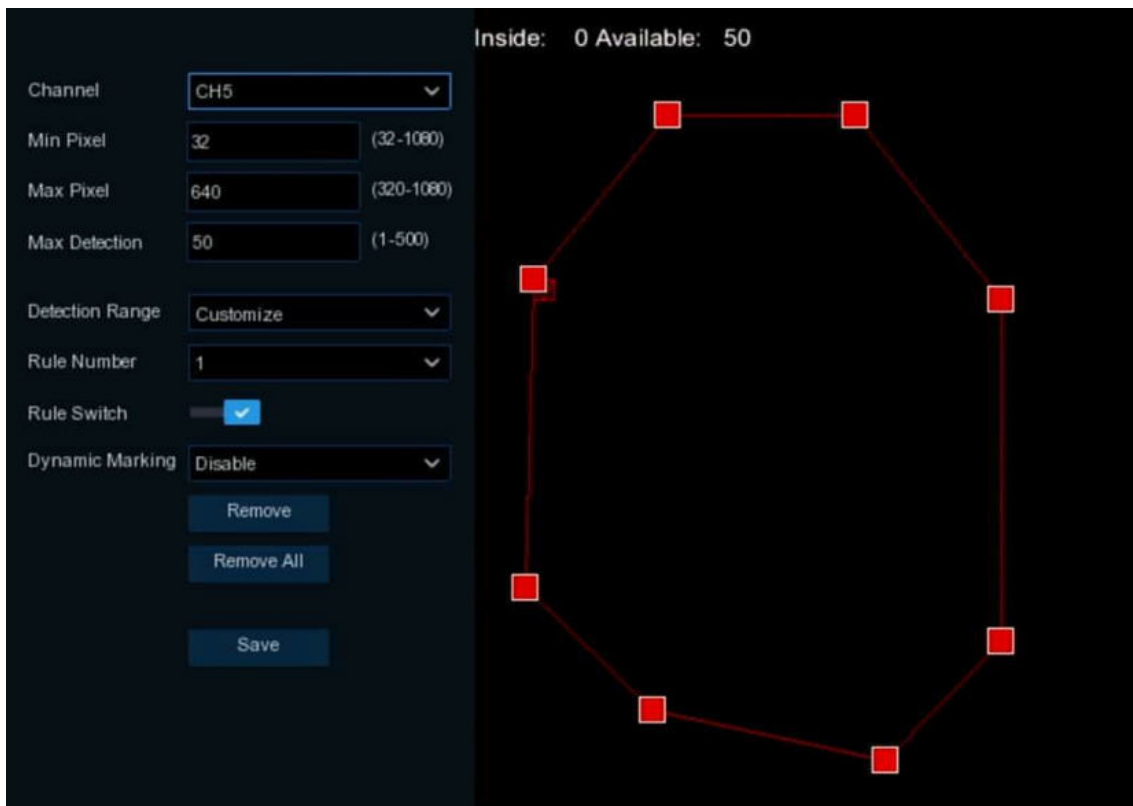 Inside: 0 Available: 50
Channel CH5
Min Pixel 32 (32-1080)
Max Pixel 640 (320-1080)
Max Detection 50 (1-500)
Detection Range Customize
Rule Number 1
Rule Switch
Dynamic Marking Disable
Remove
Remove All
Save